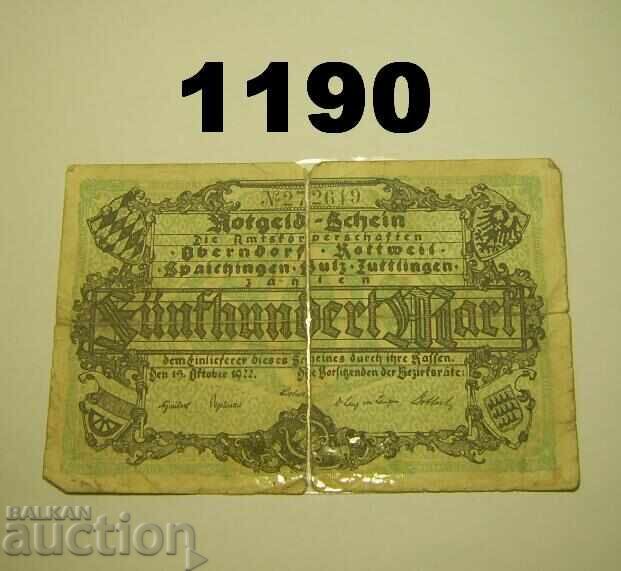 1190
№272619
Notgeld-Schein
Die Amtskörperschaften
Oberndorf · Rottweil ·
Spaichingen · Sulz · Tuttlingen ·
zahlen
Fünfhundert Mark
dem Einlieferer dieses Scheines durch ihre Kassen.
Den 15. Oktober 1922. Die Vorsitzenden der Bezirksräte:
BALKAN
auction